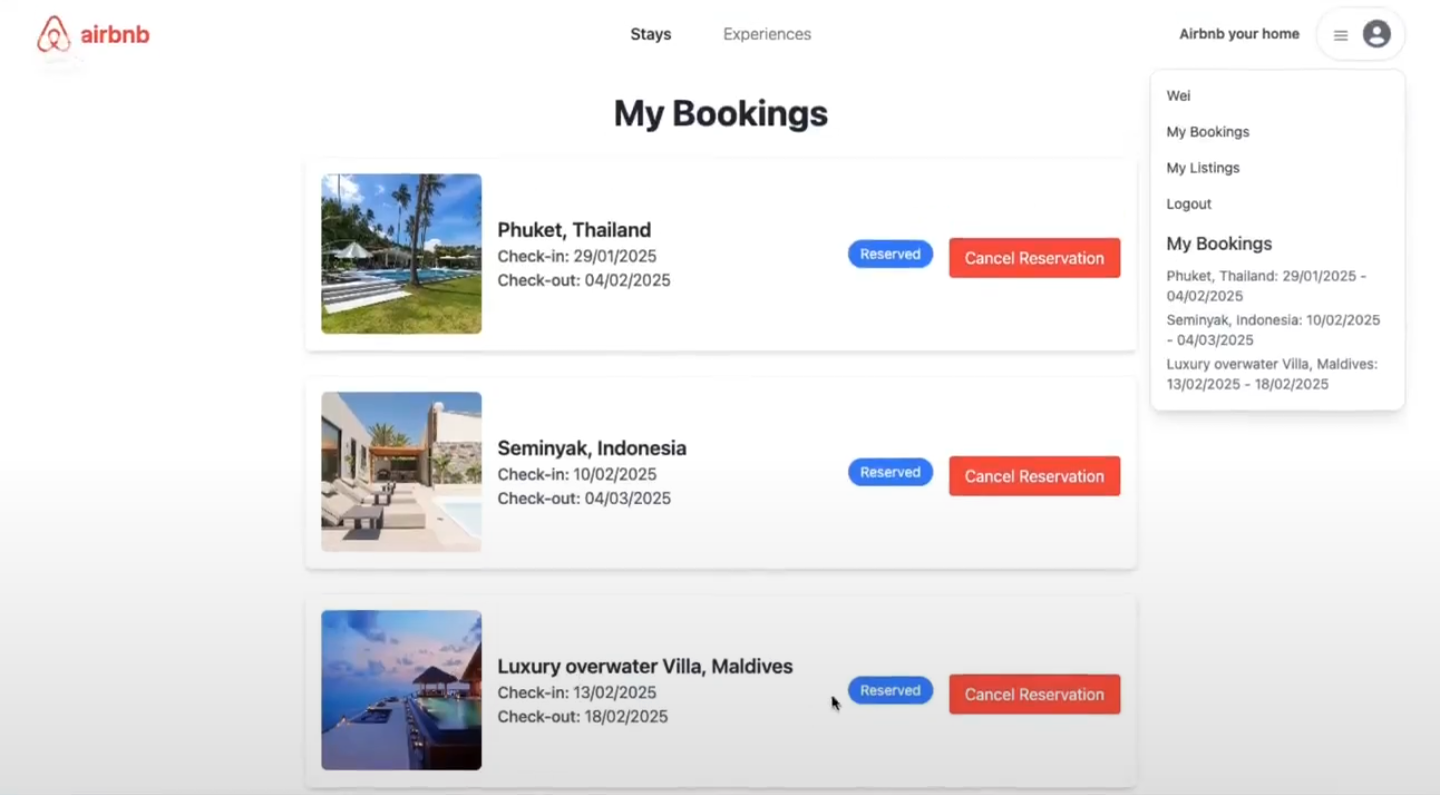 airbnb
Stays
Experiences
Airbnb your home
Wei
My Bookings
My Listings
Logout
My Bookings
Phuket, Thailand: 29/01/2025 -
04/02/2025
Seminyak, Indonesia: 10/02/2025
- 04/03/2025
Luxury overwater Villa, Maldives:
13/02/2025 - 18/02/2025
My Bookings
Phuket, Thailand
Check-in: 29/01/2025
Check-out: 04/02/2025
Reserved
Cancel Reservation
Seminyak, Indonesia
Check-in: 10/02/2025
Check-out: 04/03/2025
Reserved
Cancel Reservation
Luxury overwater Villa, Maldives
Check-in: 13/02/2025
Check-out: 18/02/2025
Reserved
Cancel Reservation